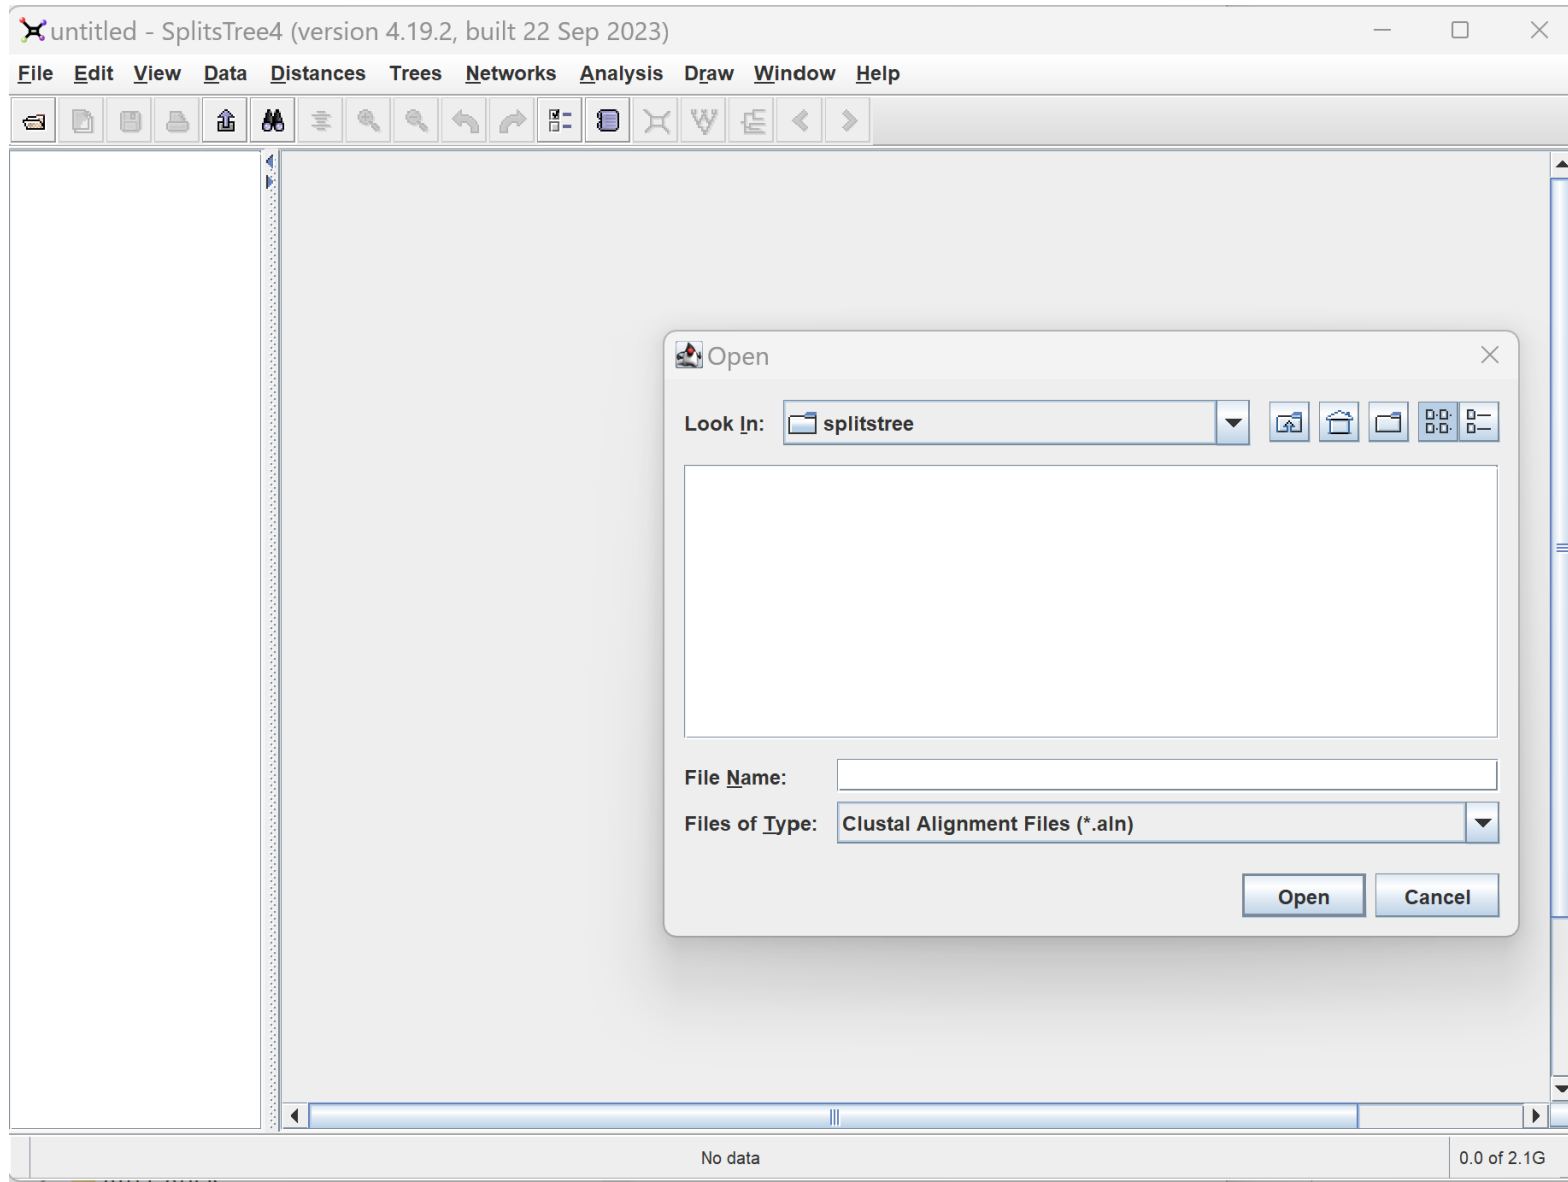 untitled - SplitsTree4 (version 4.19.2, built 22 Sep 2023)
File Edit View Data Distances Trees Networks Analysis Draw Window Help
Open
Look In: splitstree
File Name:
Files of Type: Clustal Alignment Files (*.aln)
Open Cancel
No data 0.0 of 2.1G